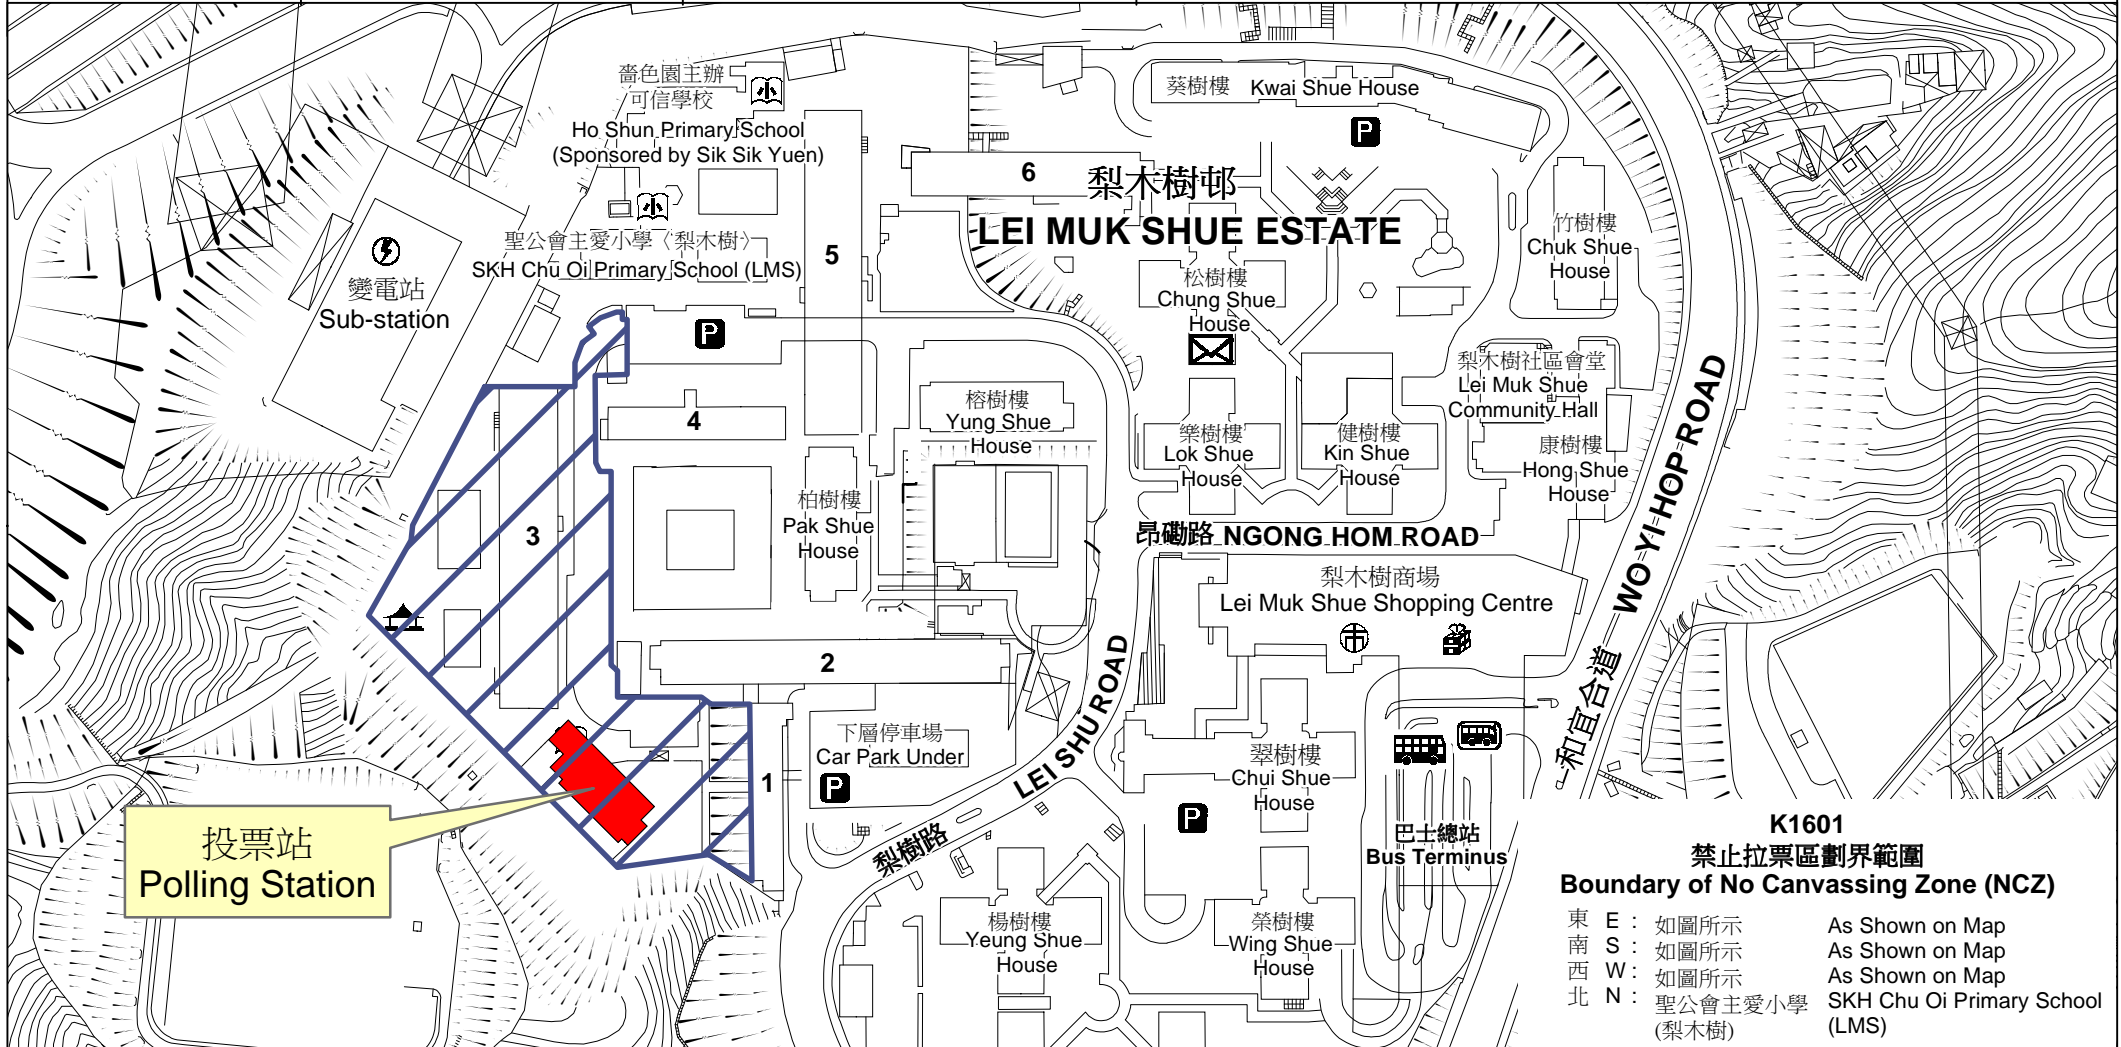 嗇色園主辦
可信學校
Ho Shun Primary School
(Sponsored by Sik Sik Yuen)
小
小
聖公會主愛小學〈梨木樹〉
SKH Chu Oi Primary School (LMS)
變電站
Sub-station
葵樹樓 Kwai Shue House
P
6
梨木樹邨
LEI MUK SHUE ESTATE
5
竹樹樓
Chuk Shue
House
松樹樓
Chung Shue
House
P
梨木樹社區會堂
Lei Muk Shue
Community Hall
4
榕樹樓
Yung Shue
House
樂樹樓
Lok Shue
House
健樹樓
Kin Shue
House
康樹樓
Hong Shue
House
柏樹樓
Pak Shue
House
3
昂磡路 NGONG HOM ROAD
和宜合道 WO YI HOP ROAD
梨木樹商場
Lei Muk Shue Shopping Centre
市
2
梨樹路 LEI SHU ROAD
下層停車場
Car Park Under
P
1
翠樹樓
Chui Shue
House
P
巴士總站
Bus Terminus
投票站
Polling Station
楊樹樓
Yeung Shue
House
榮樹樓
Wing Shue
House
K1601
禁止拉票區劃界範圍
Boundary of No Canvassing Zone (NCZ)
東 E : 如圖所示 As Shown on Map
南 S : 如圖所示 As Shown on Map
西 W : 如圖所示 As Shown on Map
北 N : 聖公會主愛小學 SKH Chu Oi Primary School
(梨木樹) (LMS)